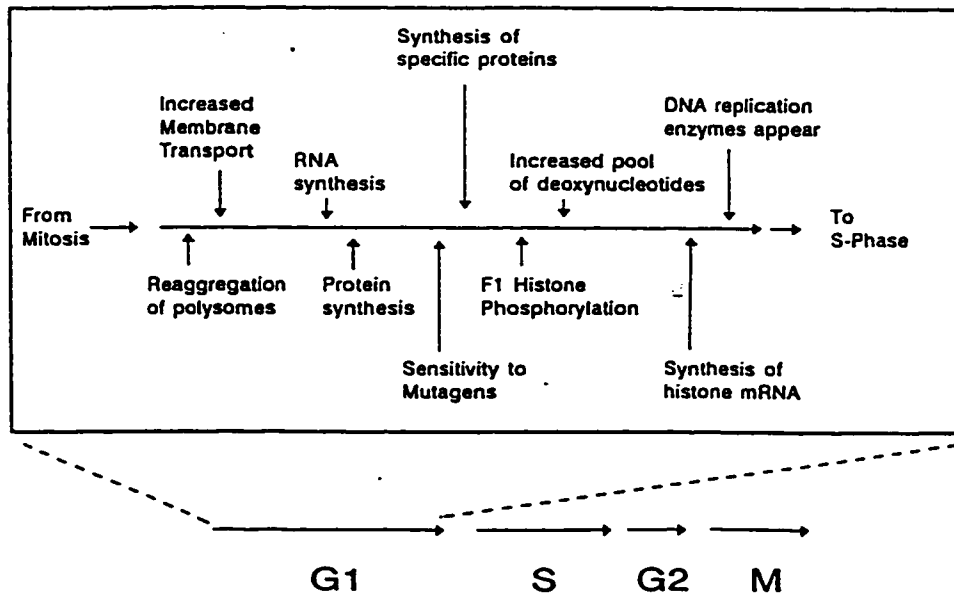 Synthesis of
specific proteins
Increased
Membrane
Transport
DNA replication
enzymes appear
RNA
synthesis
Increased pool
of deoxynucleotides
From
Mitosis
To
S-Phase
Reaggregation
of polysomes
Protein
synthesis
F1 Histone
Phosphorylation
Sensitivity to
Mutagens
Synthesis of
histone mRNA
G1
S
G2
M